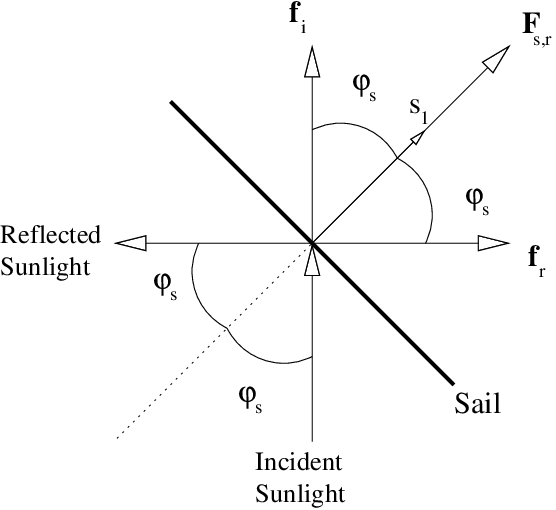 f_i
F_s,r
φ_s
s_1
φ_s
Reflected
Sunlight
f_r
φ_s
φ_s
Sail
Incident
Sunlight